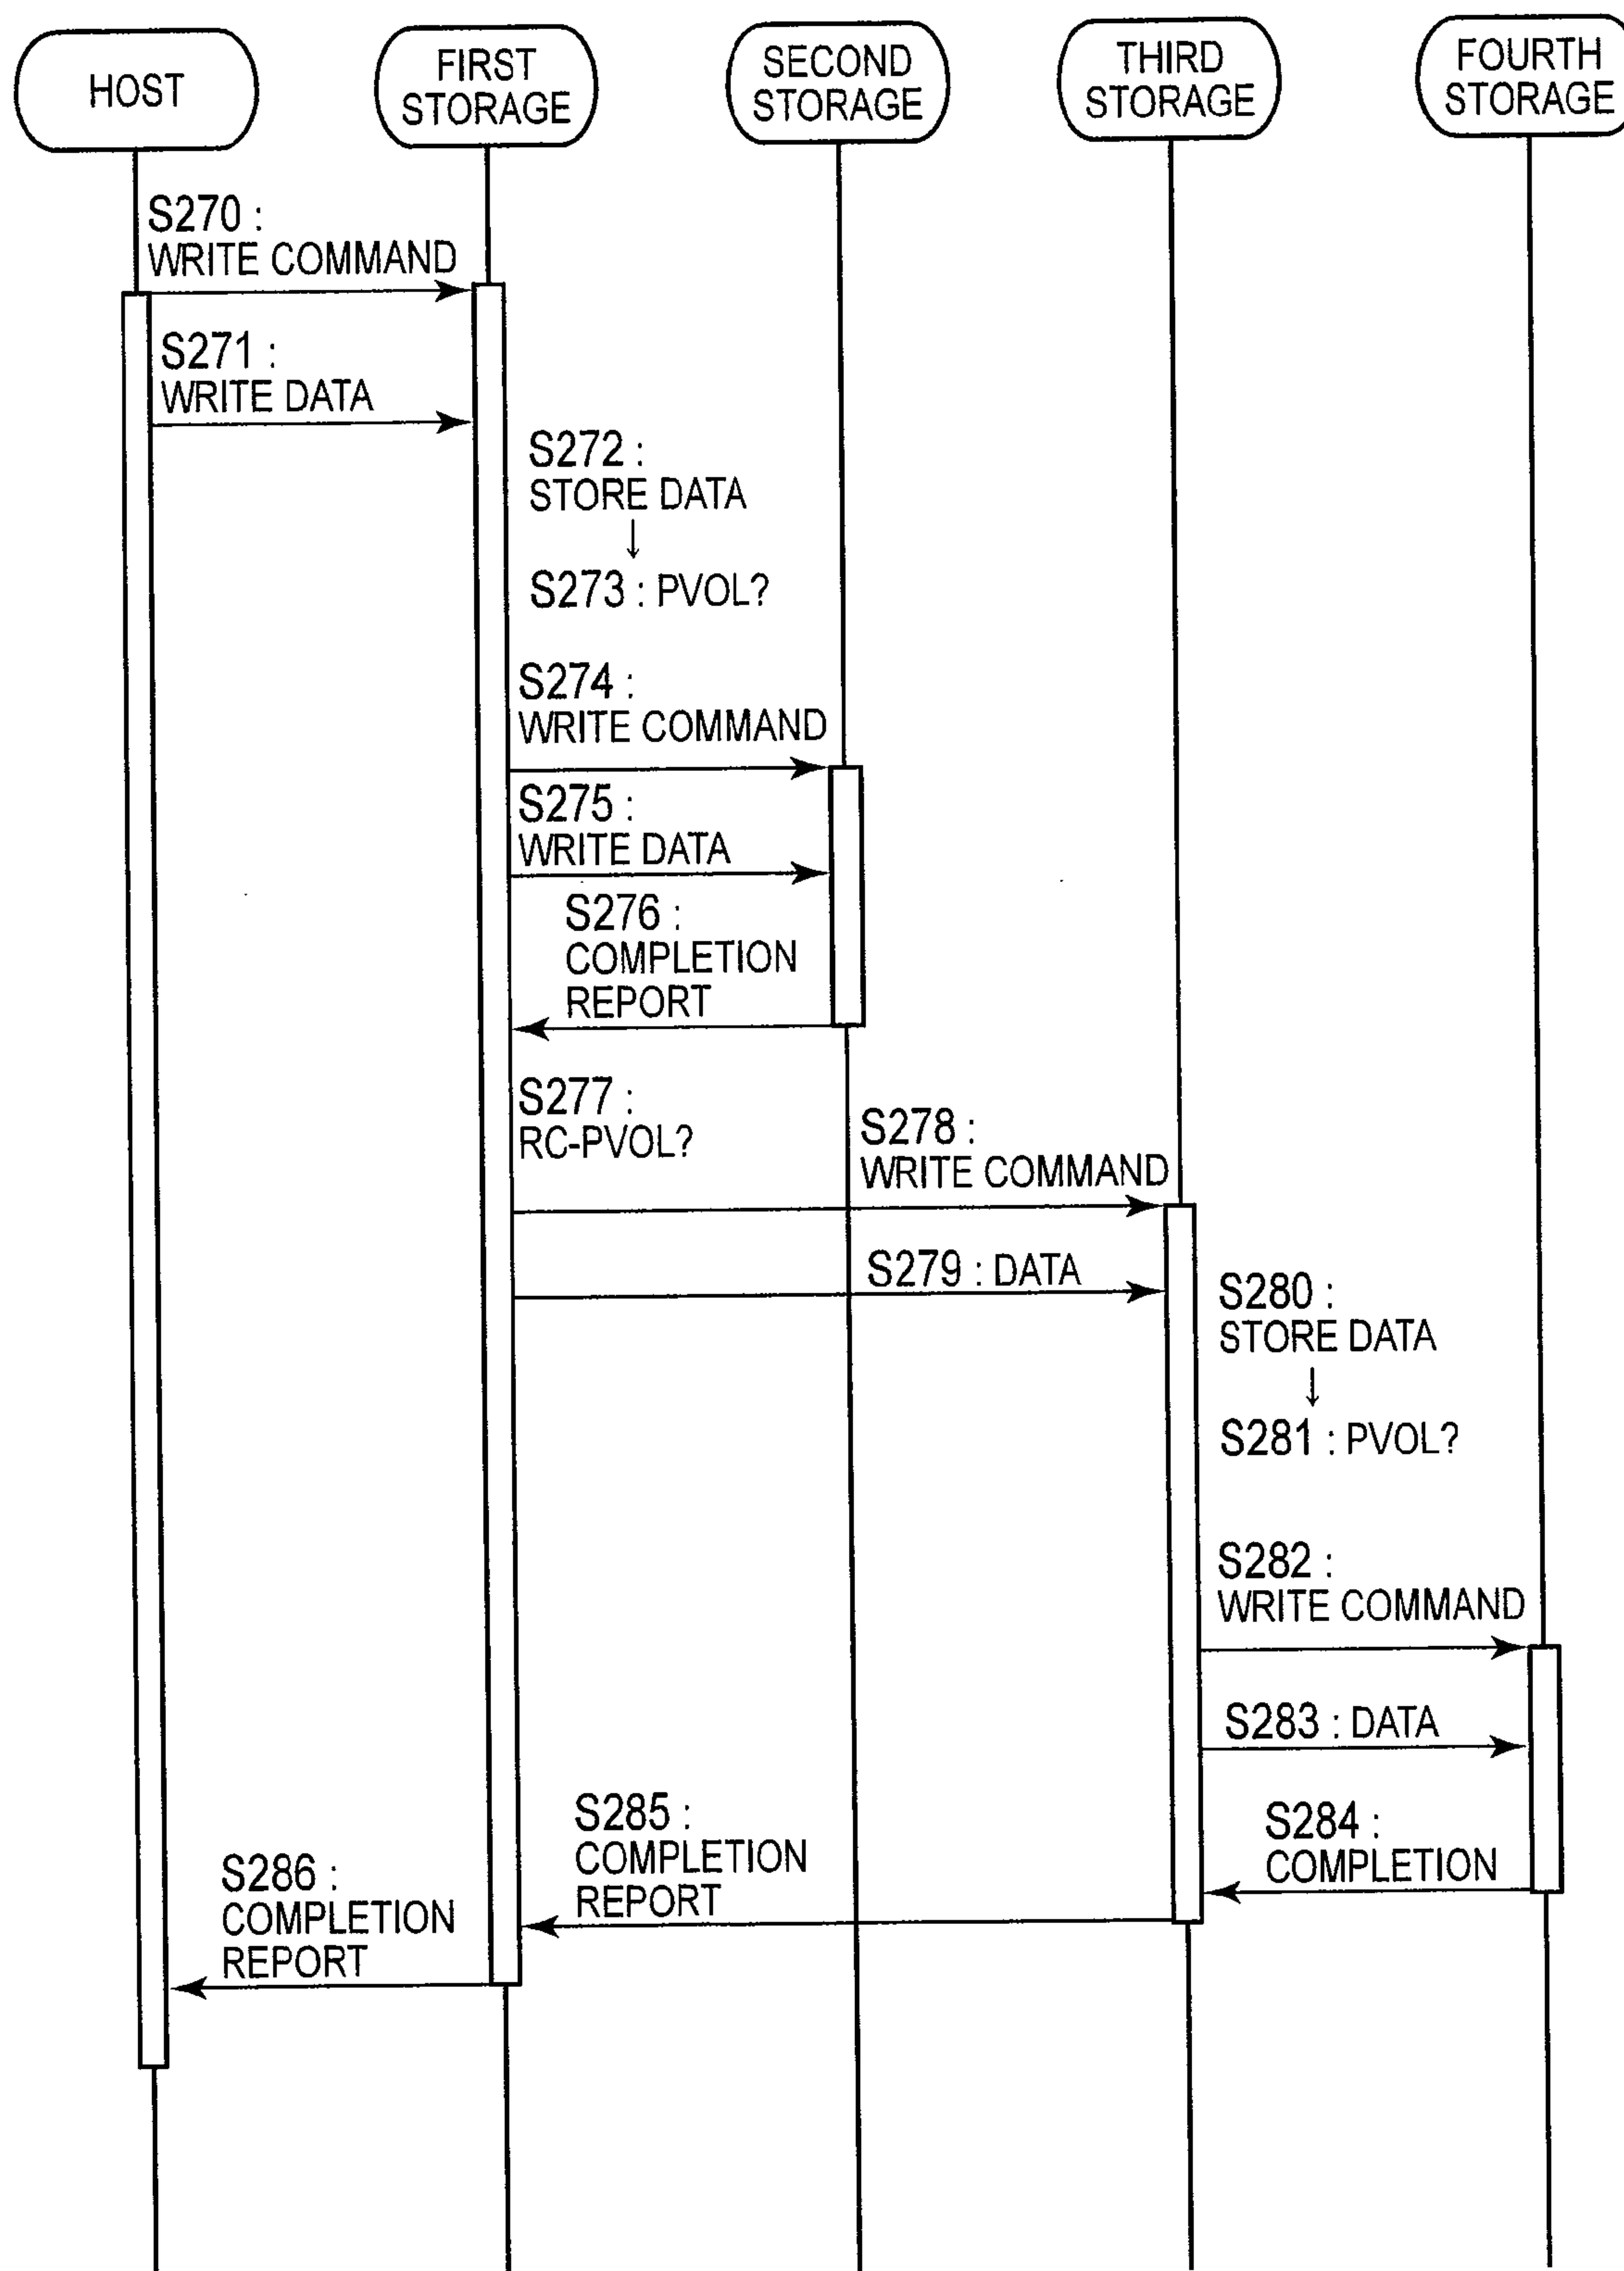 HOST
FIRST
STORAGE
SECOND
STORAGE
THIRD
STORAGE
FOURTH
STORAGE
S270 :
WRITE COMMAND
S271 :
WRITE DATA
S272 :
STORE DATA
↓
S273 : PVOL?
S274 :
WRITE COMMAND
S275 :
WRITE DATA
S276 :
COMPLETION
REPORT
S277 :
RC-PVOL?
S278 :
WRITE COMMAND
S279 : DATA
S280 :
STORE DATA
↓
S281 : PVOL?
S282 :
WRITE COMMAND
S283 : DATA
S284 :
COMPLETION
S285 :
COMPLETION
REPORT
S286 :
COMPLETION
REPORT